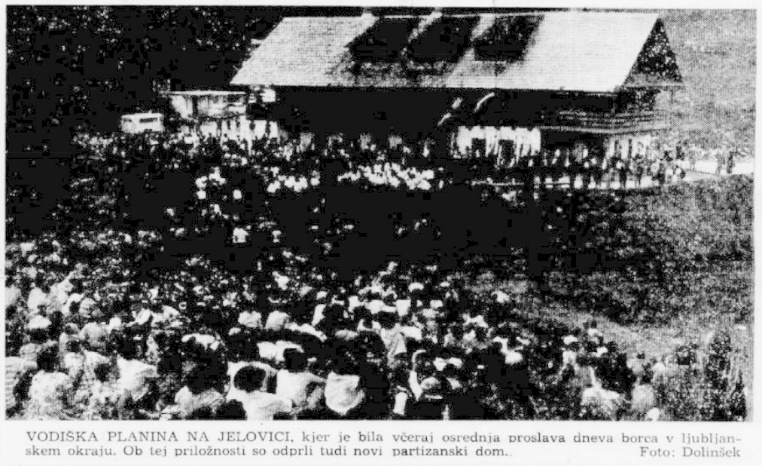 VODIŠKA PLANINA NA JELOVICI, kjer je bila včeraj osrednja proslava dneva borca v ljubljan-
skem okraju. Ob tej priložnosti so odprli tudi novi partizanski dom.. Foto: Dolinšek